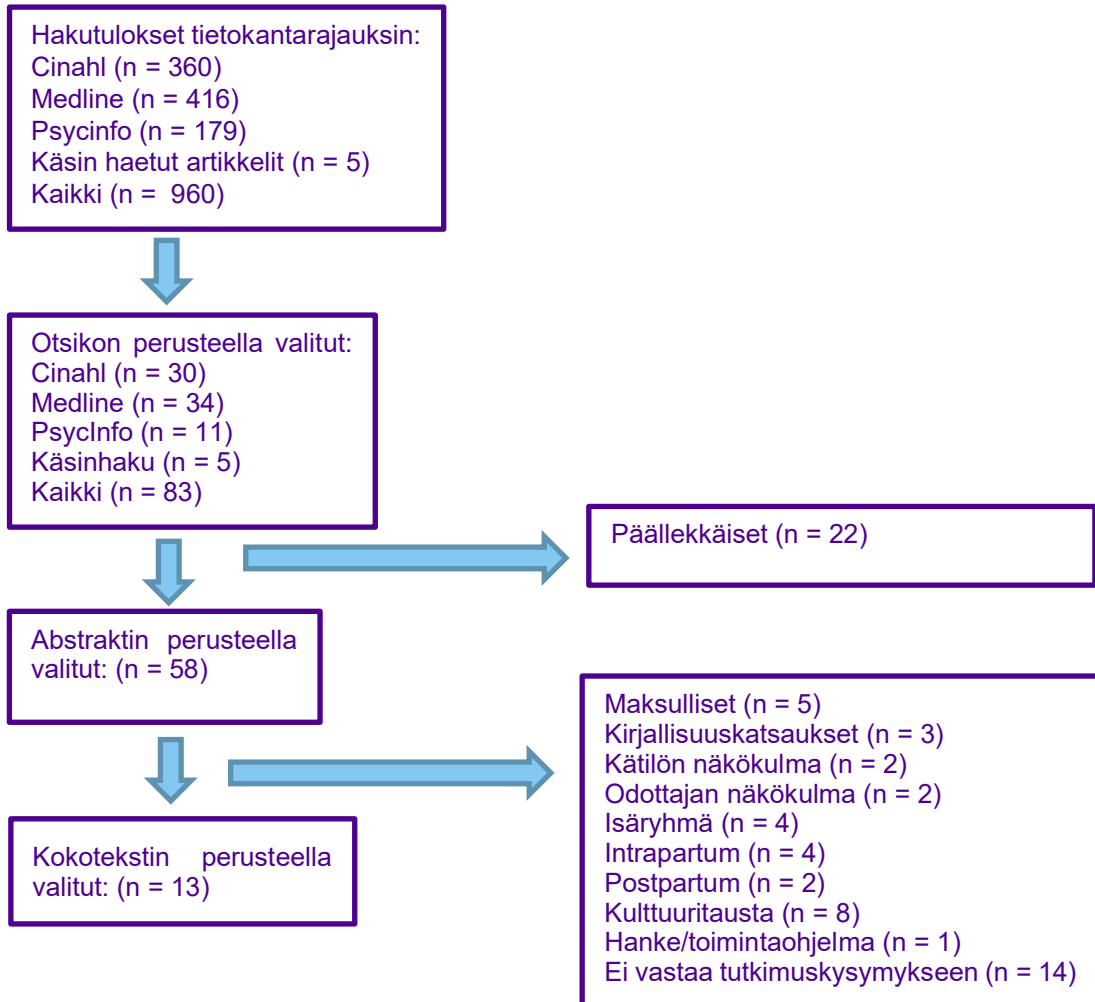 Hakutulokset tietokantarajauksin:
Cinahl (n = 360)
Medline (n = 416)
Psycinfo (n = 179)
Käsin haetut artikkelit (n = 5)
Kaikki (n = 960)
Otsikon perusteella valitut:
Cinahl (n = 30)
Medline (n = 34)
PsycInfo (n = 11)
Käsinhaku (n = 5)
Kaikki (n = 83)
Päällekkäiset (n = 22)
Abstraktin perusteella
valitut: (n = 58)
Maksulliset (n = 5)
Kirjallisuuskatsaukset (n = 3)
Kätilön näkökulma (n = 2)
Odottajan näkökulma (n = 2)
Isäryhmä (n = 4)
Intrapartum (n = 4)
Postpartum (n = 2)
Kulttuuritausta (n = 8)
Hanke/toimintaohjelma (n = 1)
Ei vastaa tutkimuskysymykseen (n = 14)
Kokotekstin perusteella
valitut: (n = 13)